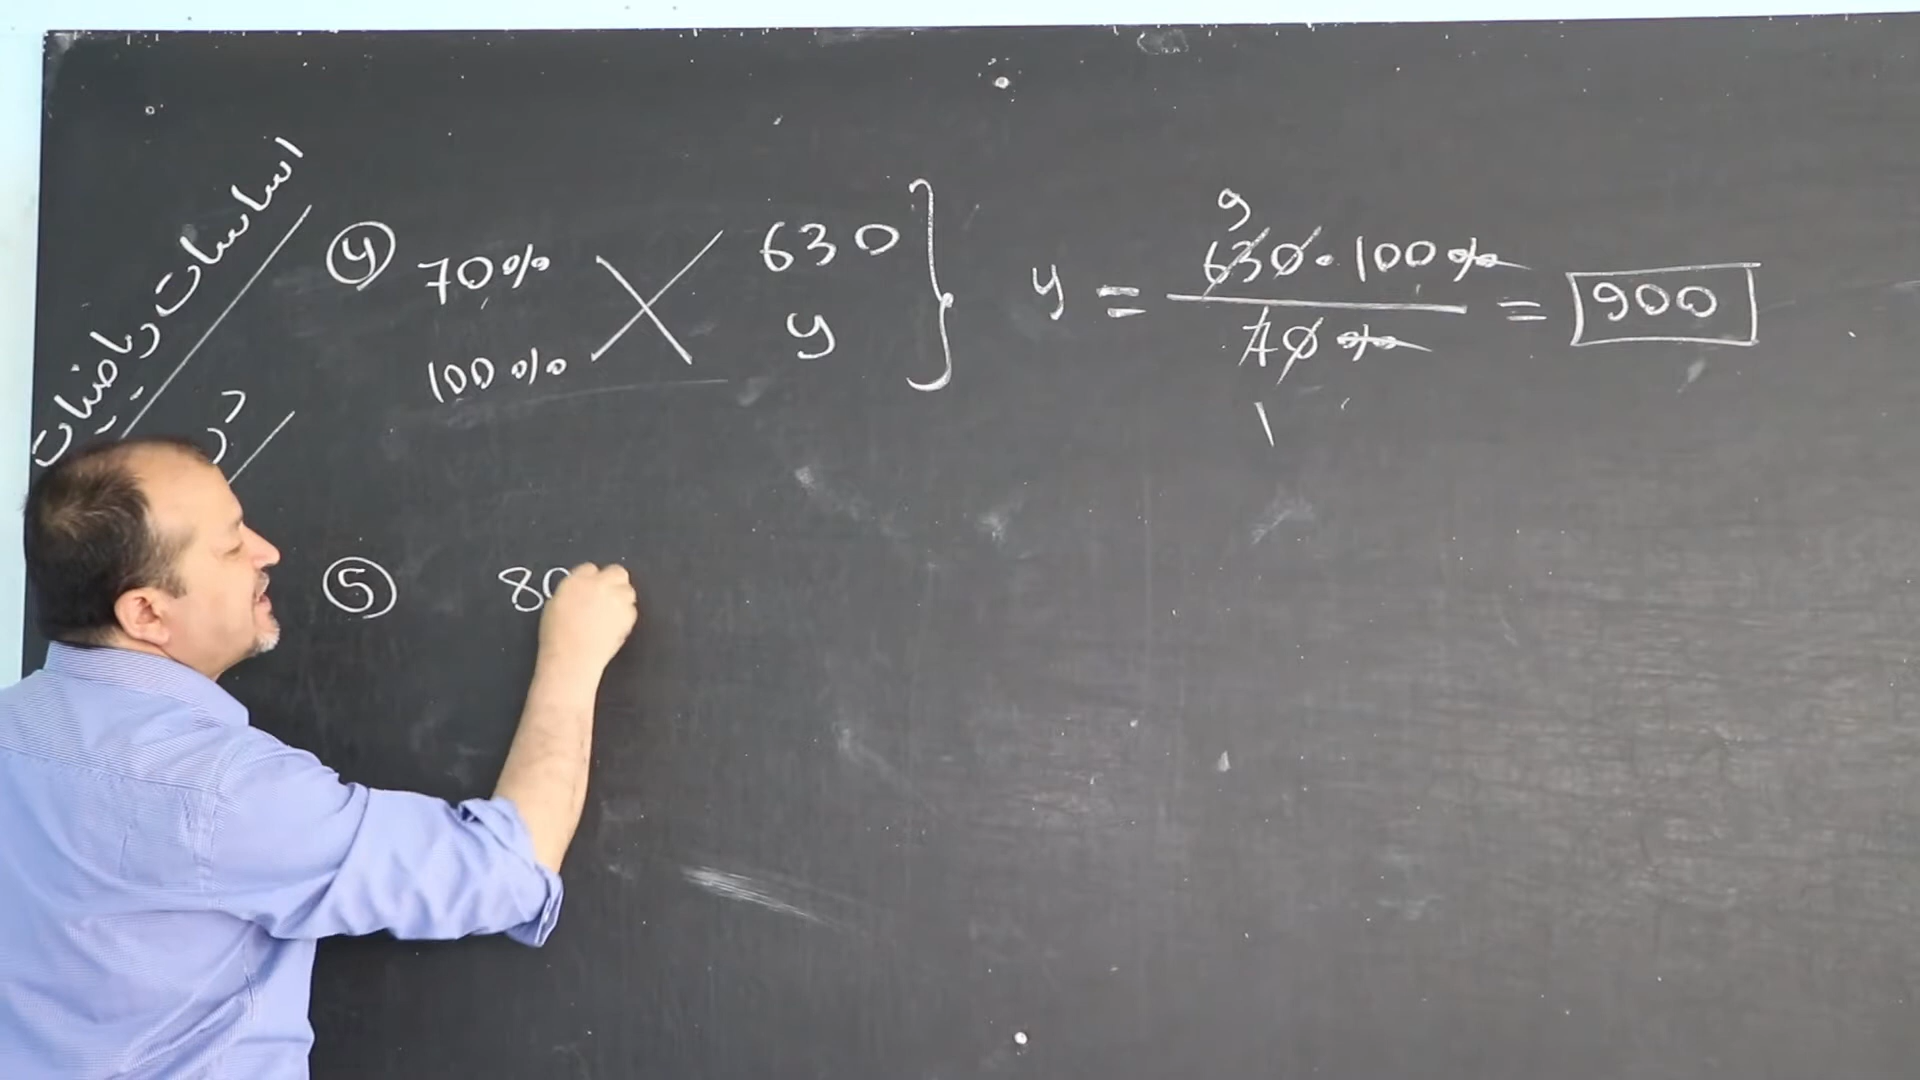 اساسات ریاضیات
④ 70% 630
100% y
y = 630 · 100% / 70% = 900
9
1
⑤ 80